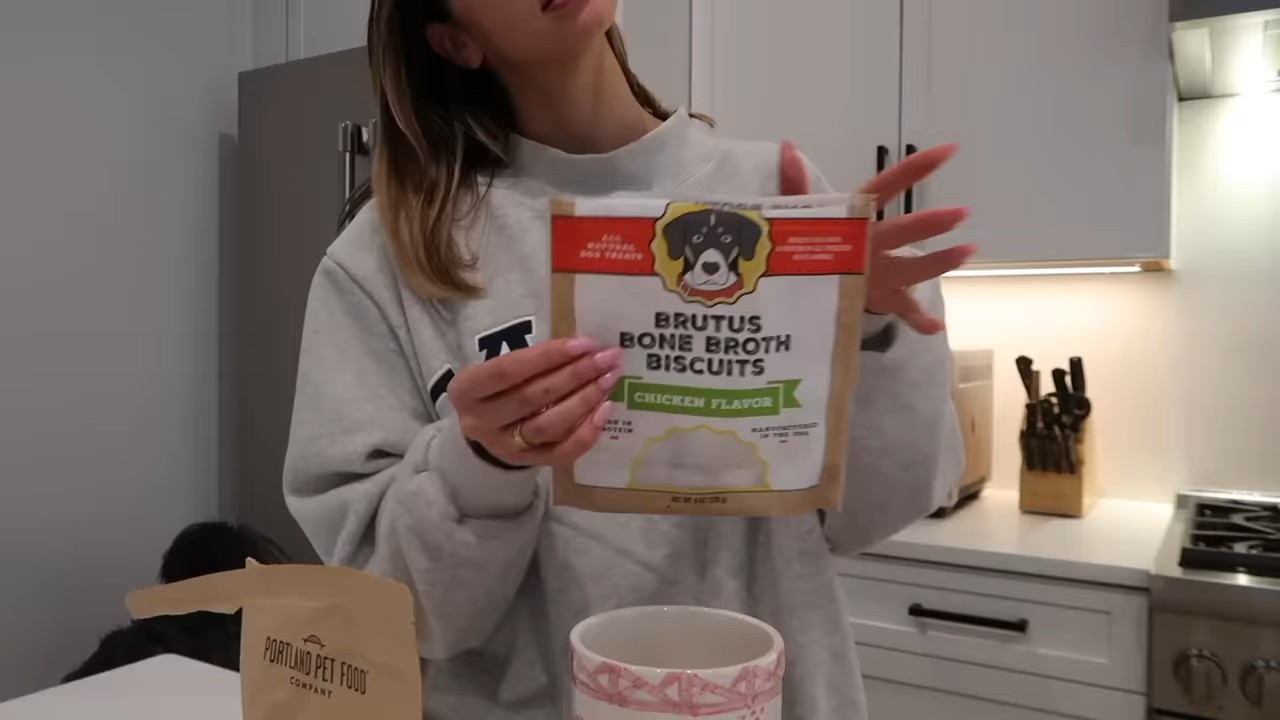 ALL
NATURAL
DOG TREATS
BRUTUS
BONE BROTH
BISCUITS
CHICKEN FLAVOR
MANUFACTURED
IN THE USA
PORTLAND PET FOOD
COMPANY